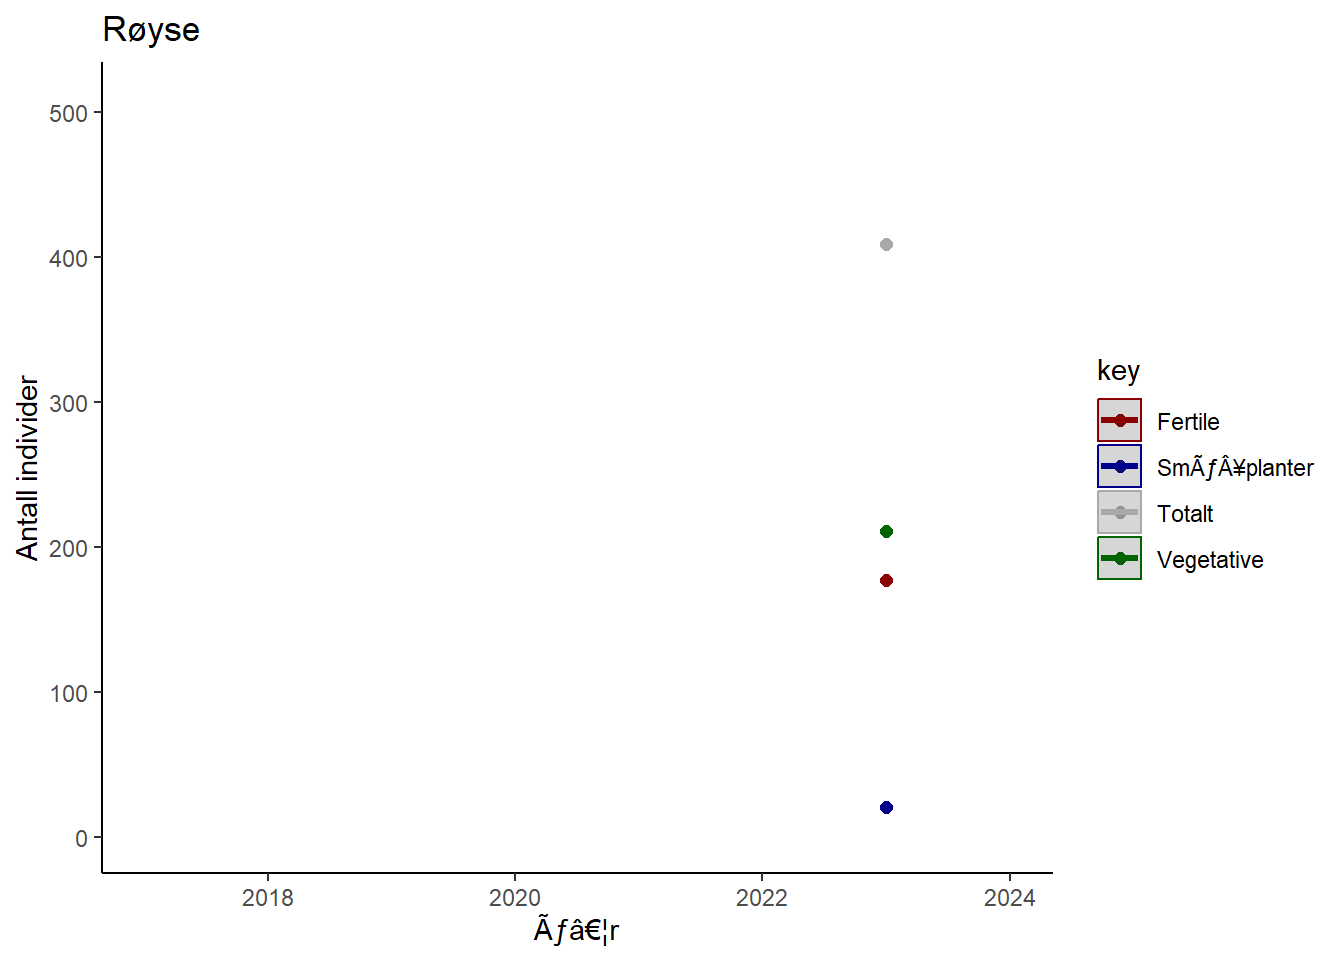 Røyse
500
400
300
200
100
0
Antall individer
2018
2020
2022
2024
Ãƒâ€¦r
key
Fertile
SmÃƒÂ¥planter
Totalt
Vegetative